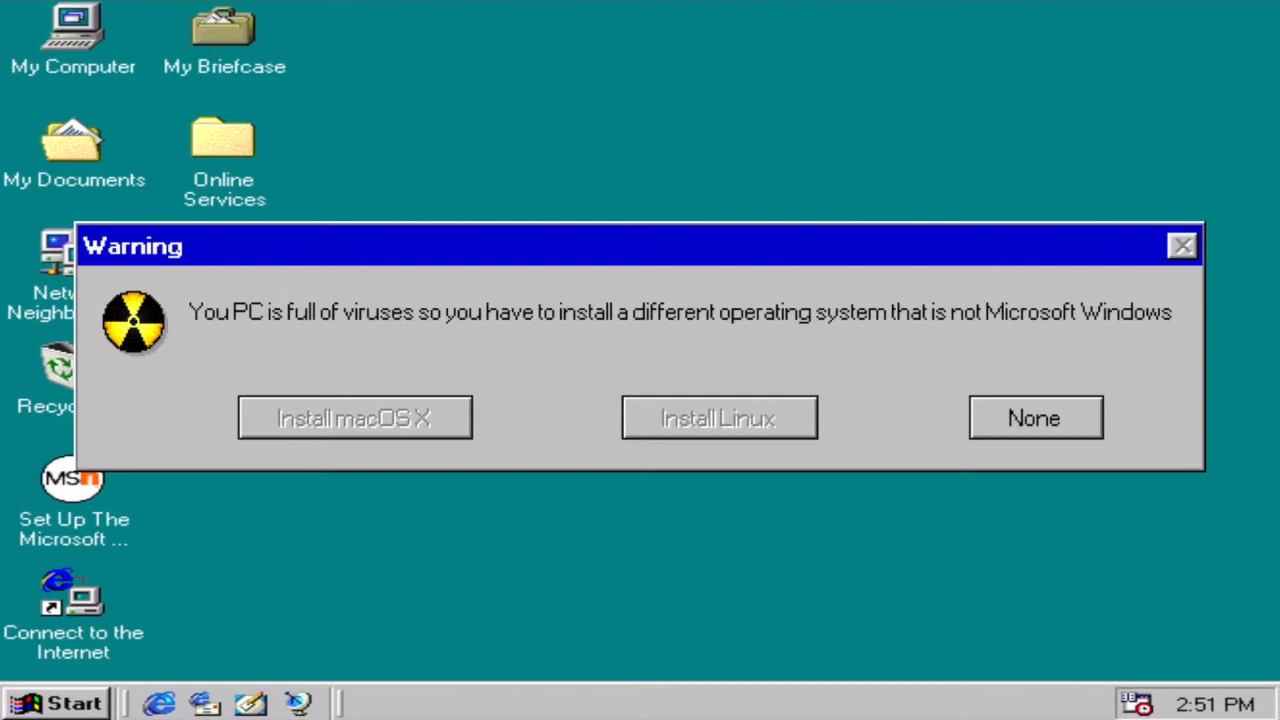 My Computer
My Briefcase
My Documents
Online
Services
Warning
You PC is full of viruses so you have to install a different operating system that is not Microsoft Windows
Install macOS X
Install Linux
None
MSn
Set Up The
Microsoft ...
Connect to the
Internet
Start
2:51 PM